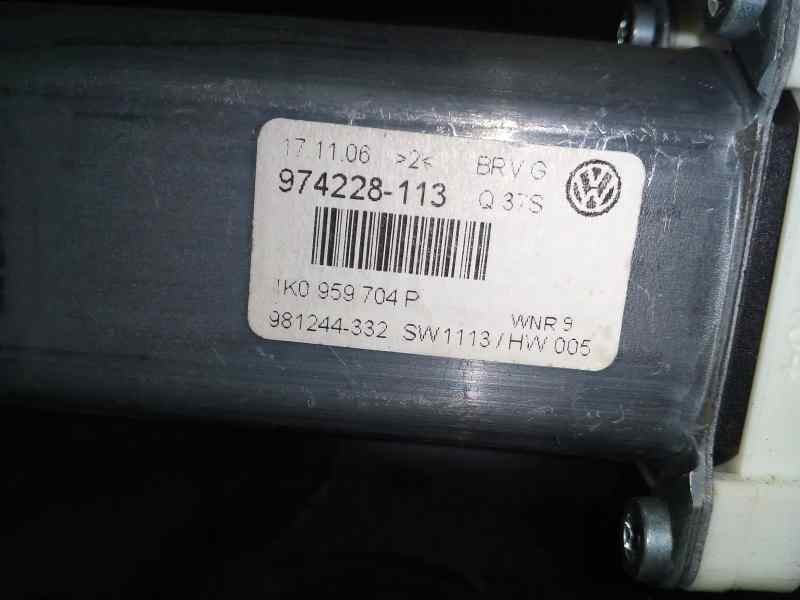 17.11.06 >2< BRV G
974228-113 Q 37S
1K0 959 704 P
WNR 9
981244-332 SW1113 / HW 005